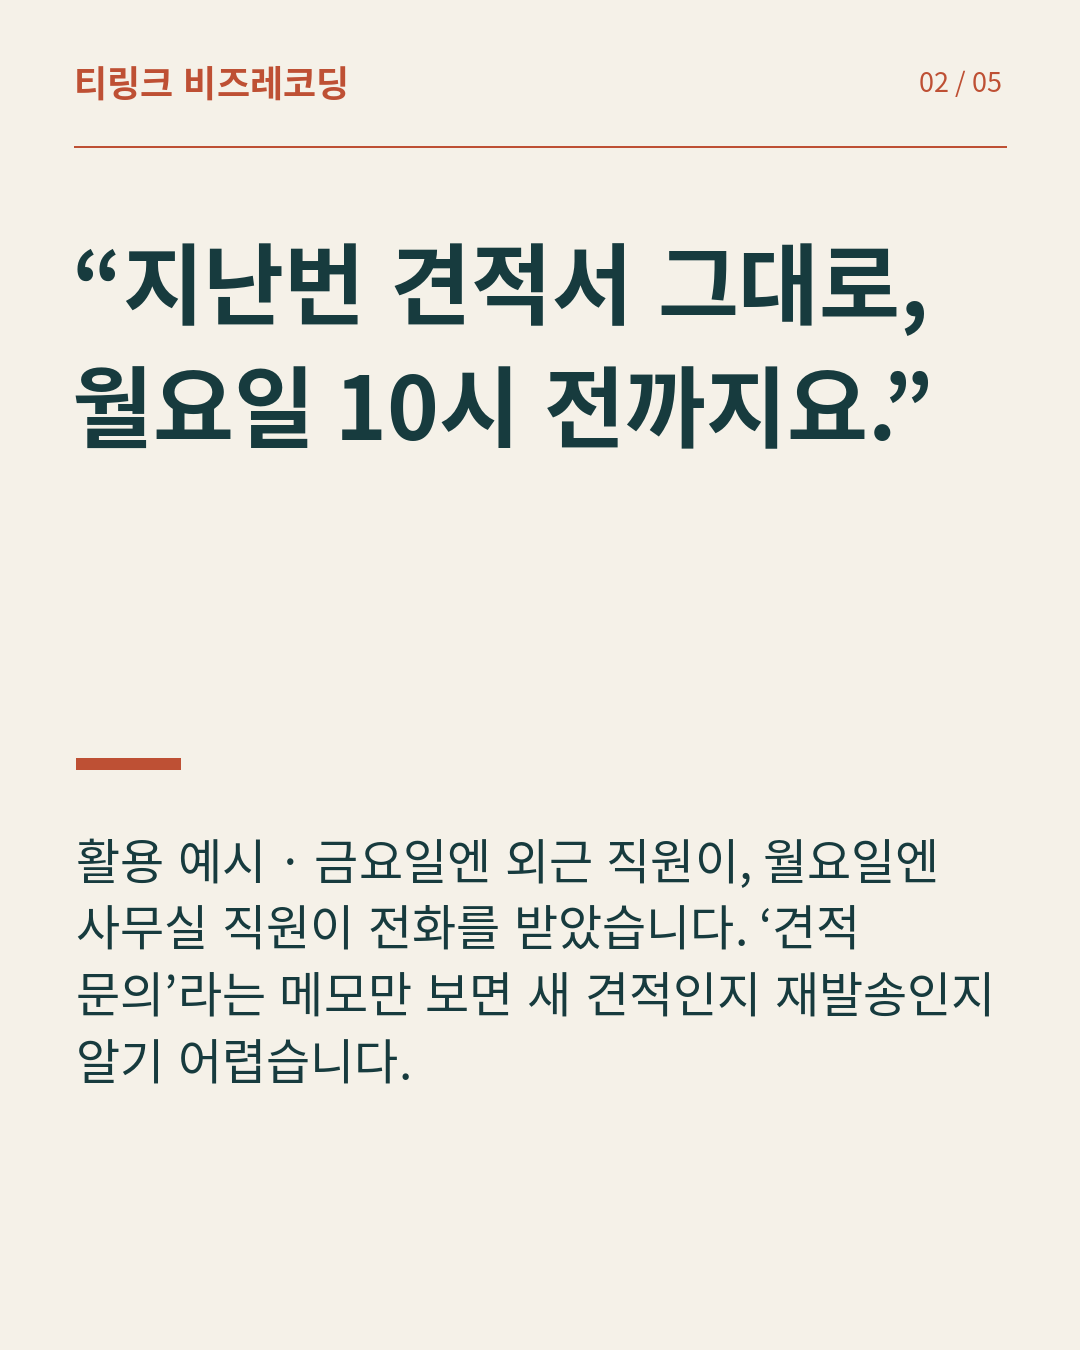 티링크 비즈레코딩
02 / 05
“지난번 견적서 그대로,
월요일 10시 전까지요.”
활용 예시 · 금요일엔 외근 직원이, 월요일엔
사무실 직원이 전화를 받았습니다. ‘견적
문의’라는 메모만 보면 새 견적인지 재발송인지
알기 어렵습니다.